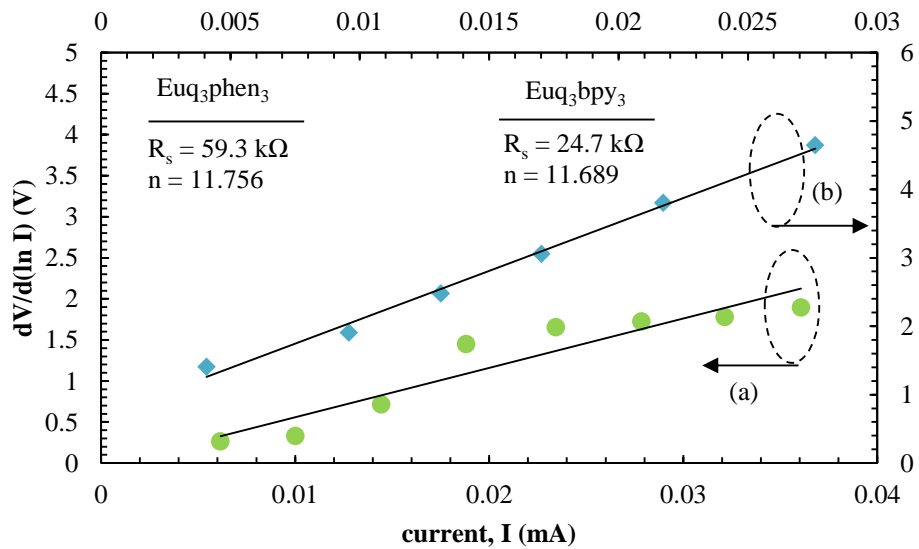 0 0.005 0.01 0.015 0.02 0.025 0.03
5
4.5
4
3.5
3
2.5
2
1.5
1
0.5
0
dV/d(ln I) (V)
Euq₃phen₃
Rₛ = 59.3 kΩ
n = 11.756
Euq₃bpy₃
Rₛ = 24.7 kΩ
n = 11.689
(b)
(a)
6
5
4
3
2
1
0
0 0.01 0.02 0.03 0.04
current, I (mA)